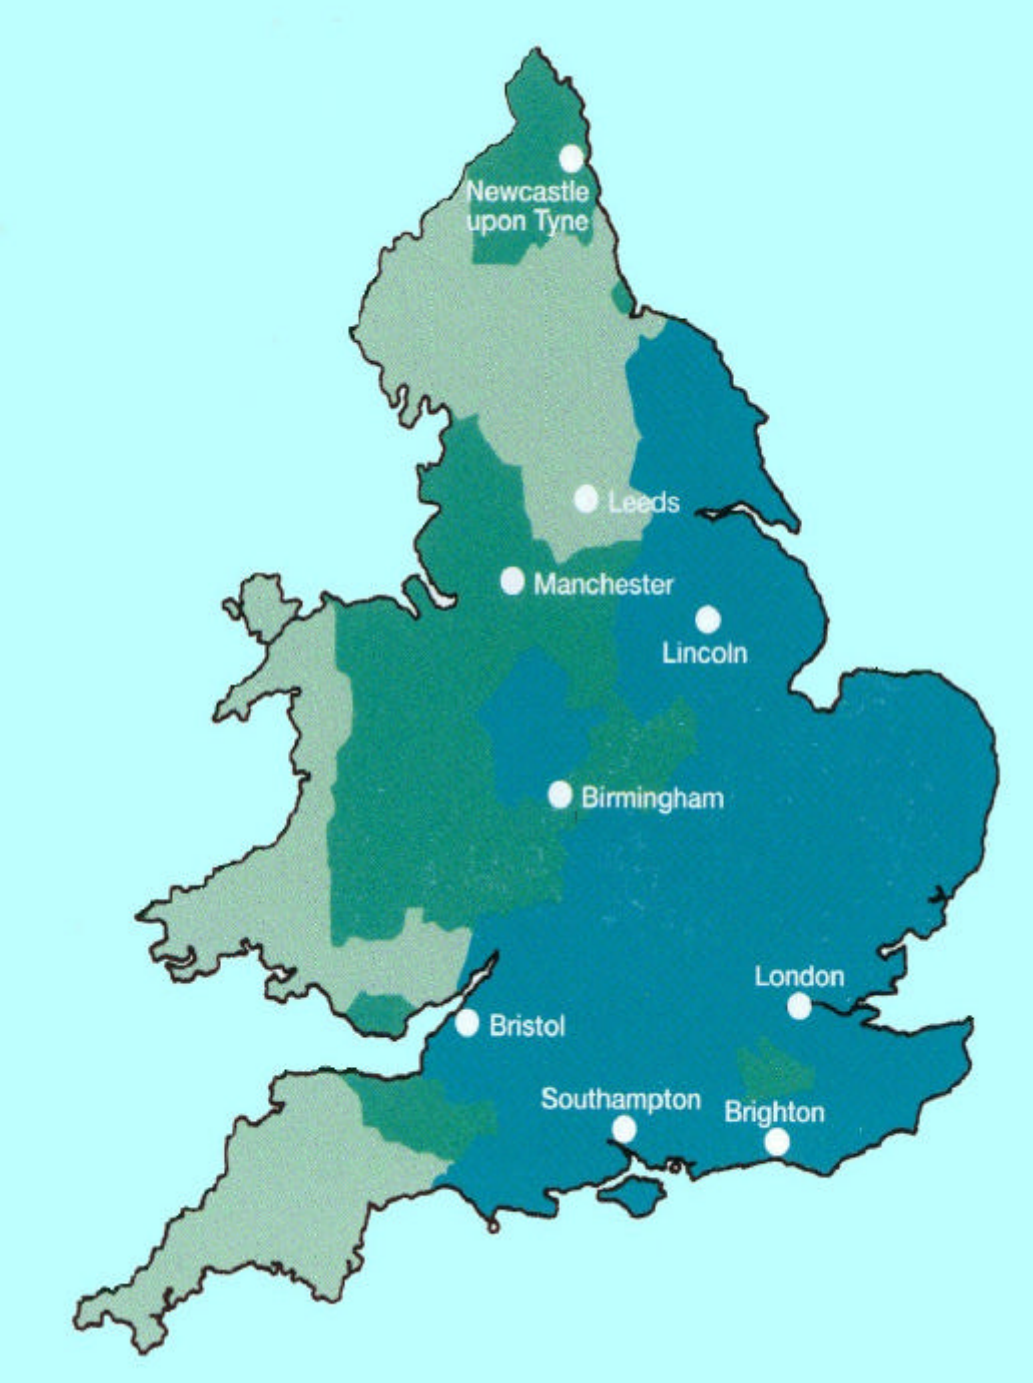 Newcastle
upon Tyne
Leeds
Manchester
Lincoln
Birmingham
London
Bristol
Southampton
Brighton